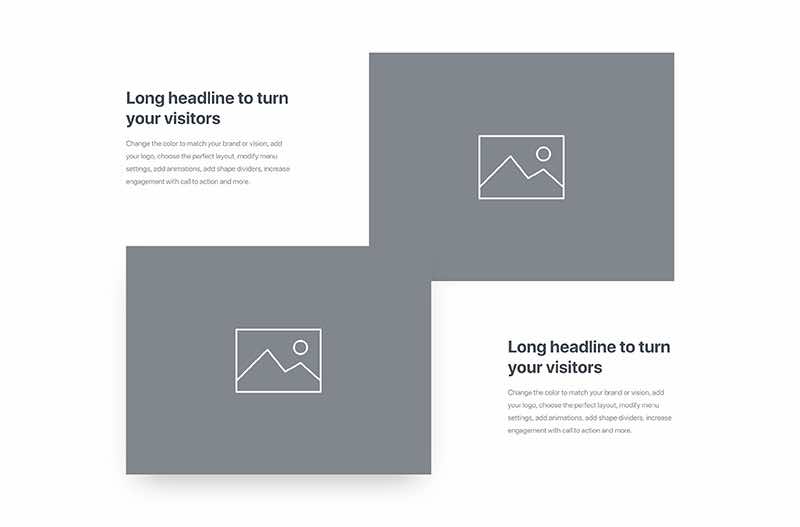 Long headline to turn
your visitors
Change the color to match your brand or vision, add
your logo, choose the perfect layout, modify menu
settings, add animations, add shape dividers, increase
engagement with call to action and more.
Long headline to turn
your visitors
Change the color to match your brand or vision, add
your logo, choose the perfect layout, modify menu
settings, add animations, add shape dividers, increase
engagement with call to action and more.